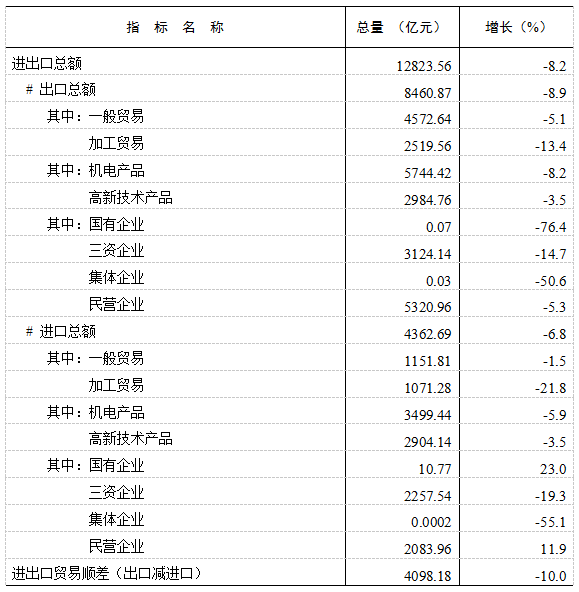 指 标 名 称 总量 （亿元） 增长（%）
进出口总额 12823.56 -8.2
# 出口总额 8460.87 -8.9
其中：一般贸易 4572.64 -5.1
加工贸易 2519.56 -13.4
其中：机电产品 5744.42 -8.2
高新技术产品 2984.76 -3.5
其中：国有企业 0.07 -76.4
三资企业 3124.14 -14.7
集体企业 0.03 -50.6
民营企业 5320.96 -5.3
# 进口总额 4362.69 -6.8
其中：一般贸易 1151.81 -1.5
加工贸易 1071.28 -21.8
其中：机电产品 3499.44 -5.9
高新技术产品 2904.14 -3.5
其中：国有企业 10.77 23.0
三资企业 2257.54 -19.3
集体企业 0.0002 -55.1
民营企业 2083.96 11.9
进出口贸易顺差（出口减进口） 4098.18 -10.0